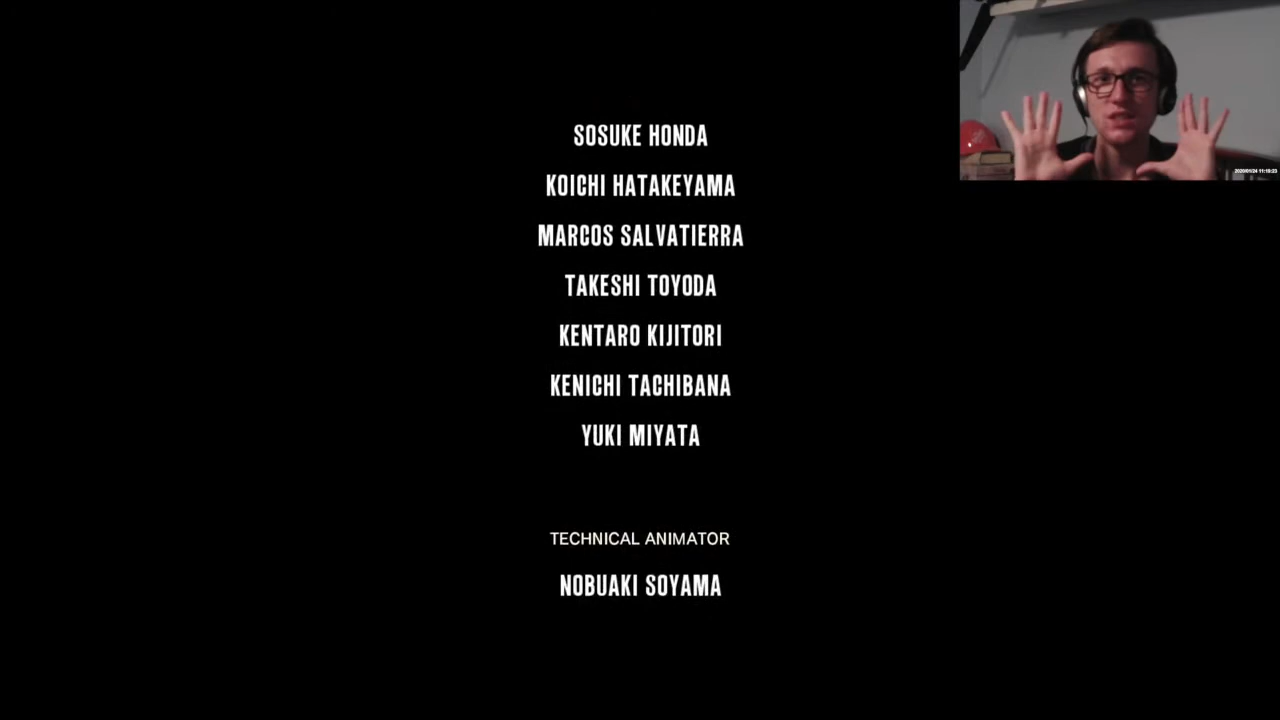 SOSUKE HONDA
KOICHI HATAKEYAMA
MARCOS SALVATIERRA
TAKESHI TOYODA
KENTARO KIJITORI
KENICHI TACHIBANA
YUKI MIYATA
TECHNICAL ANIMATOR
NOBUAKI SOYAMA